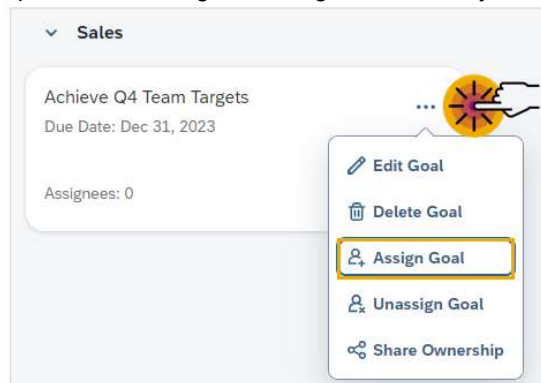 Sales
Achieve Q4 Team Targets
Due Date: Dec 31, 2023
Assignees: 0
Edit Goal
Delete Goal
Assign Goal
Unassign Goal
Share Ownership